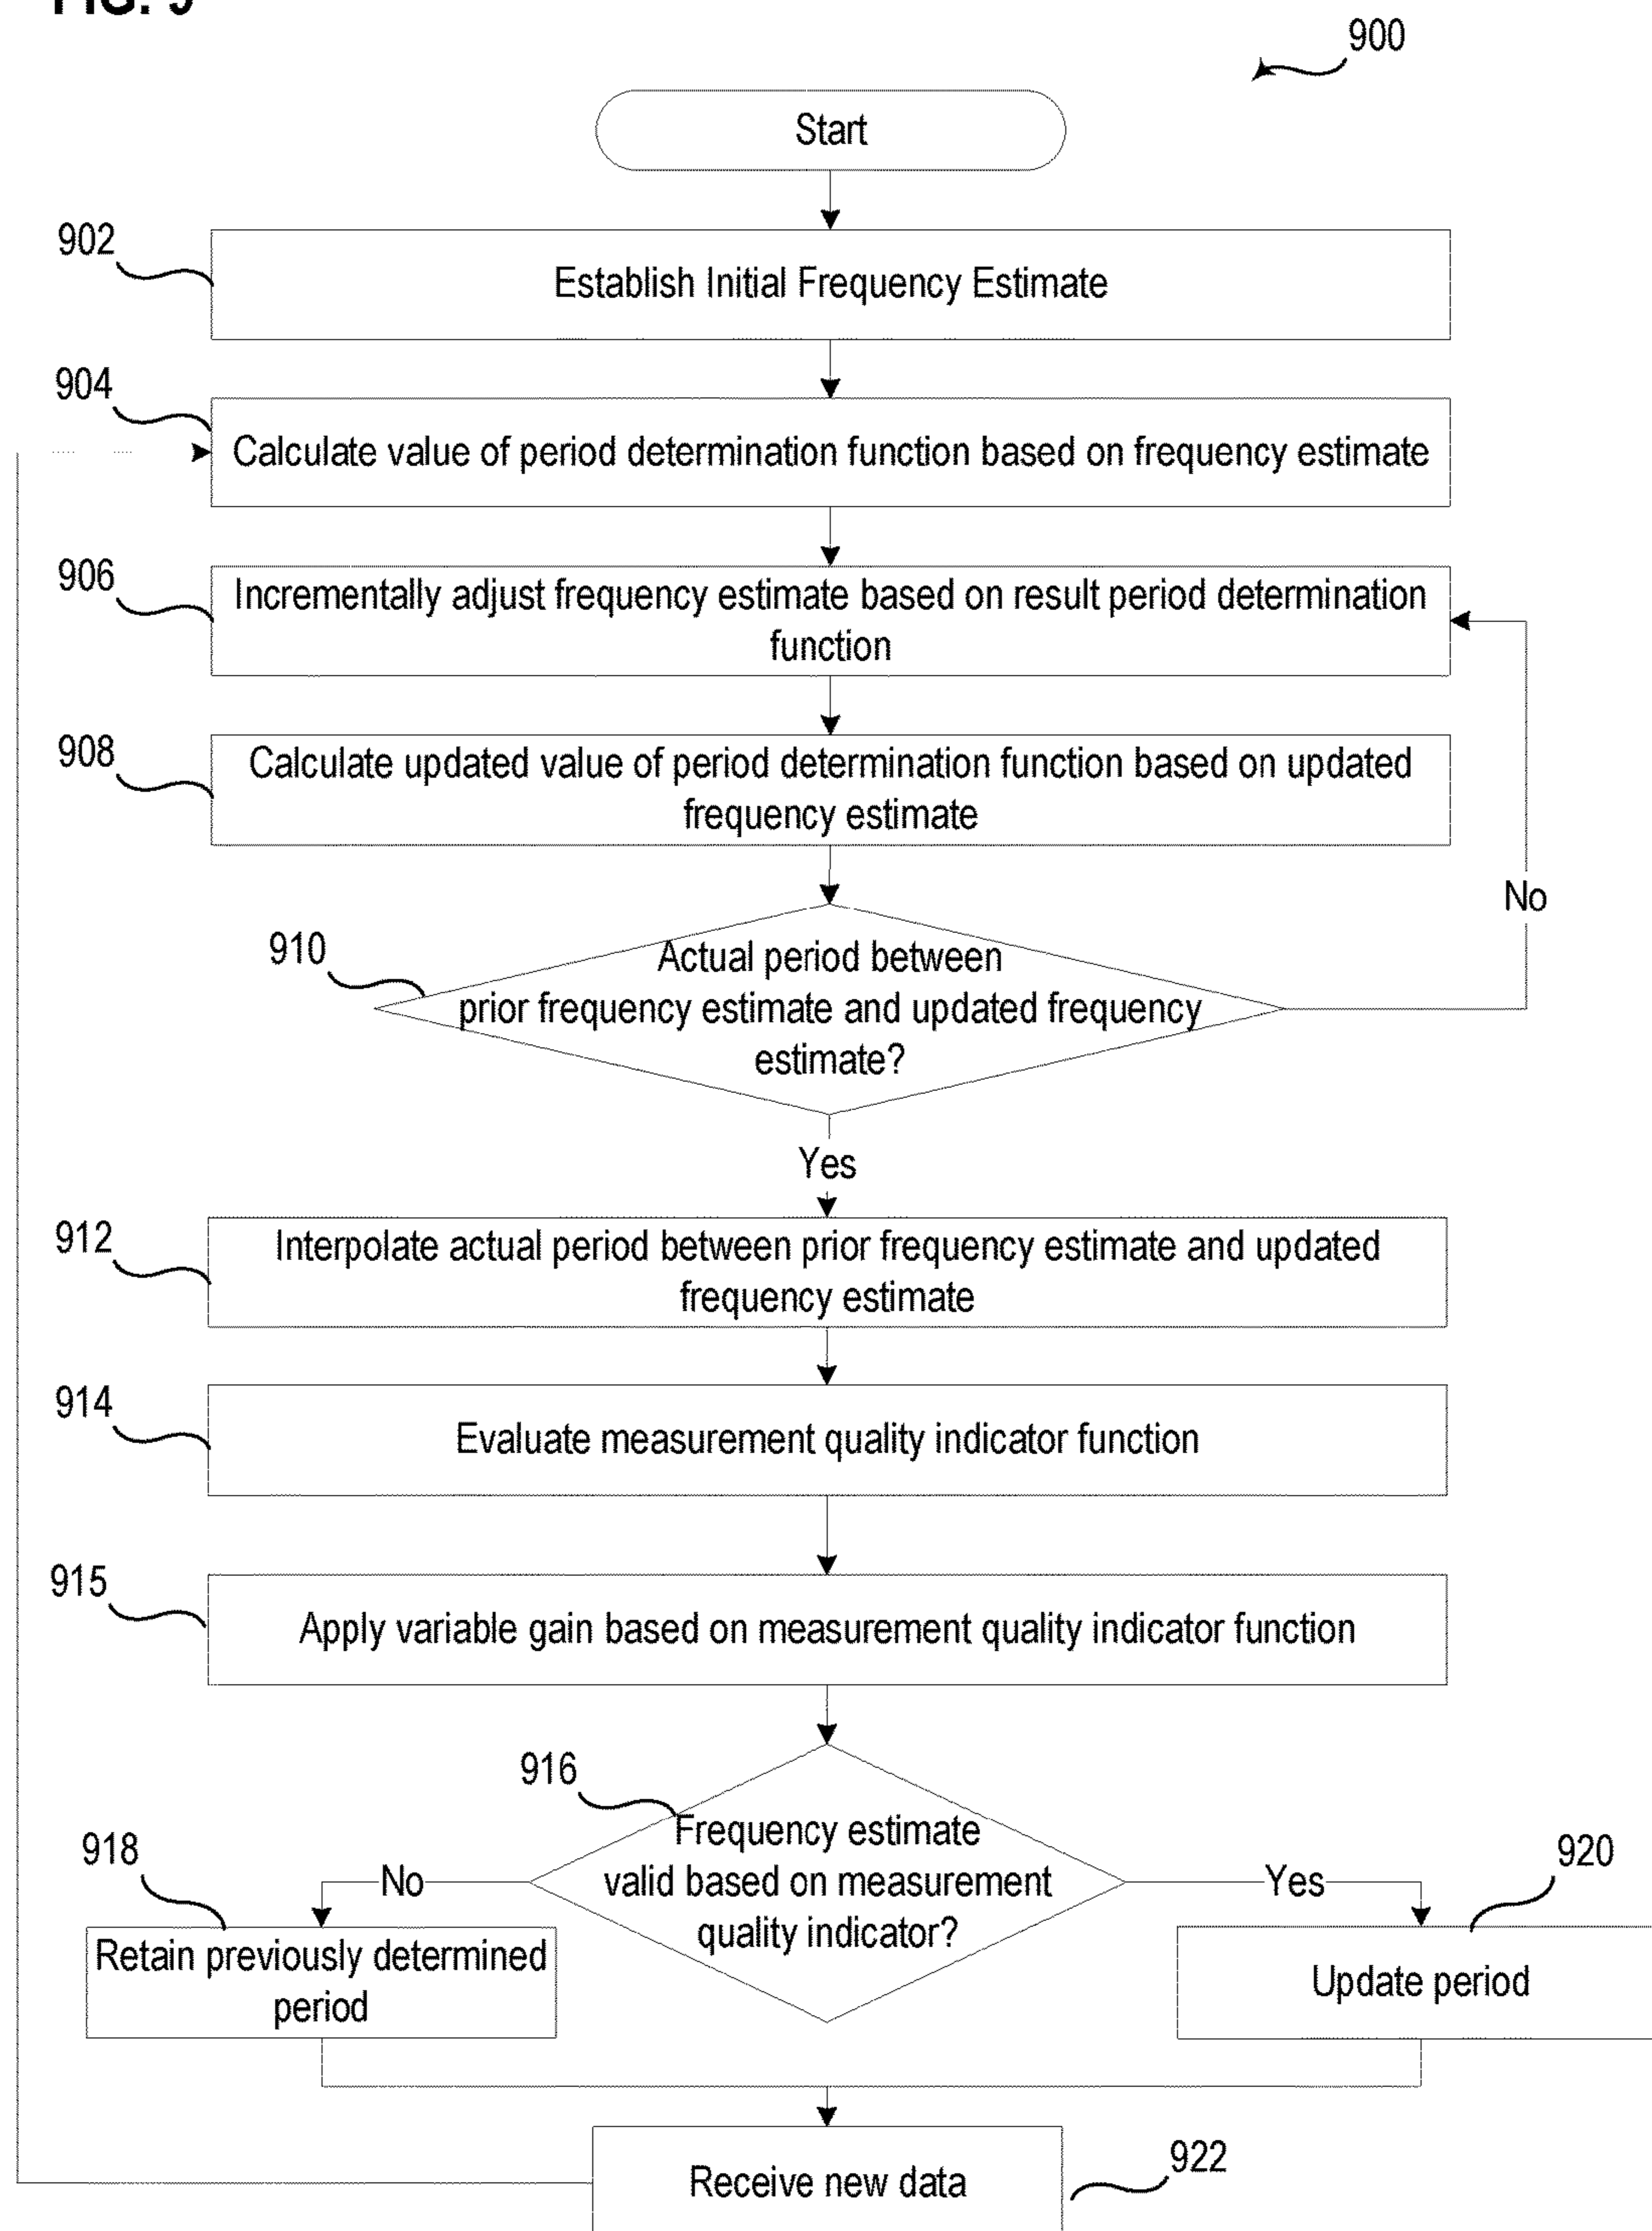 FIG. 9
900
Start
902
Establish Initial Frequency Estimate
904
Calculate value of period determination function based on frequency estimate
906
Incrementally adjust frequency estimate based on result period determination
function
908
Calculate updated value of period determination function based on updated
frequency estimate
No
910
Actual period between
prior frequency estimate and updated frequency
estimate?
Yes
912
Interpolate actual period between prior frequency estimate and updated
frequency estimate
914
Evaluate measurement quality indicator function
915
Apply variable gain based on measurement quality indicator function
916
Frequency estimate
valid based on measurement
quality indicator?
No
Yes
918
Retain previously determined
period
920
Update period
922
Receive new data